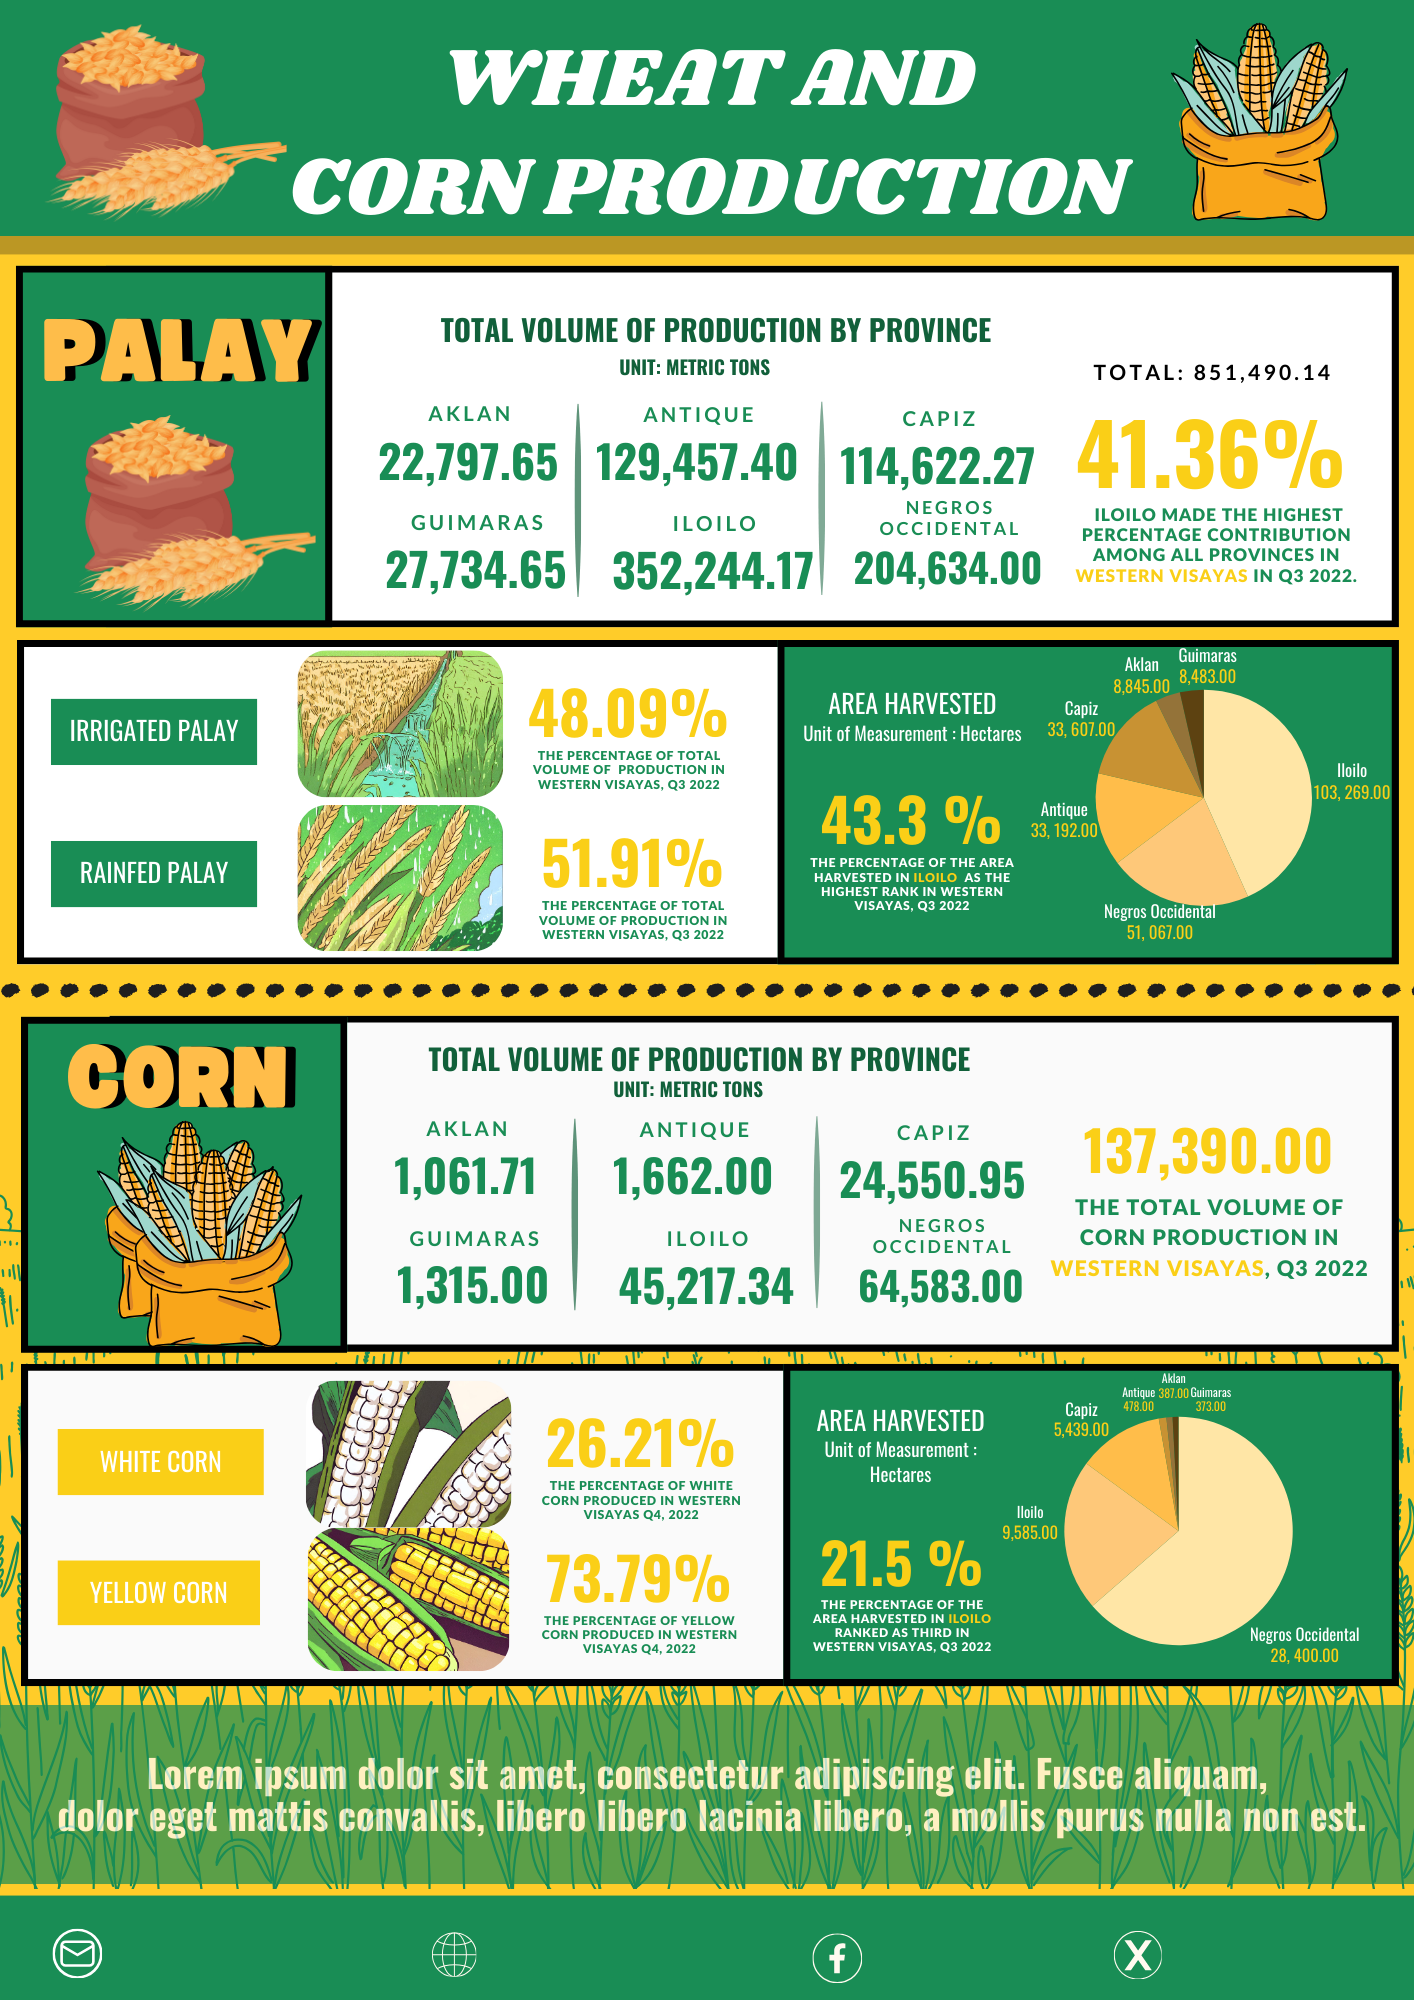 WHEAT AND
CORN PRODUCTION
PALAY
TOTAL VOLUME OF PRODUCTION BY PROVINCE
UNIT: METRIC TONS
AKLAN
22,797.65
ANTIQUE
129,457.40
CAPIZ
114,622.27
GUIMARAS
27,734.65
ILOILO
352,244.17
NEGROS
OCCIDENTAL
204,634.00
TOTAL: 851,490.14
41.36%
ILOILO MADE THE HIGHEST
PERCENTAGE CONTRIBUTION
AMONG ALL PROVINCES IN
WESTERN VISAYAS IN Q3 2022.
IRRIGATED PALAY
48.09%
THE PERCENTAGE OF TOTAL
VOLUME OF PRODUCTION IN
WESTERN VISAYAS, Q3 2022
RAINFED PALAY
51.91%
THE PERCENTAGE OF TOTAL
VOLUME OF PRODUCTION IN
WESTERN VISAYAS, Q3 2022
AREA HARVESTED
Unit of Measurement : Hectares
43.3 %
THE PERCENTAGE OF THE AREA
HARVESTED IN ILOILO AS THE
HIGHEST RANK IN WESTERN
VISAYAS, Q3 2022
Guimaras
8,483.00
Aklan
8,845.00
Capiz
33, 607.00
Iloilo
103, 269.00
Antique
33, 192.00
Negros Occidental
51, 067.00
CORN
TOTAL VOLUME OF PRODUCTION BY PROVINCE
UNIT: METRIC TONS
AKLAN
1,061.71
ANTIQUE
1,662.00
CAPIZ
24,550.95
GUIMARAS
1,315.00
ILOILO
45,217.34
NEGROS
OCCIDENTAL
64,583.00
137,390.00
THE TOTAL VOLUME OF
CORN PRODUCTION IN
WESTERN VISAYAS, Q3 2022
WHITE CORN
26.21%
THE PERCENTAGE OF WHITE
CORN PRODUCED IN WESTERN
VISAYAS Q4, 2022
YELLOW CORN
73.79%
THE PERCENTAGE OF YELLOW
CORN PRODUCED IN WESTERN
VISAYAS Q4, 2022
AREA HARVESTED
Unit of Measurement :
Hectares
21.5 %
THE PERCENTAGE OF THE
AREA HARVESTED IN ILOILO
RANKED AS THIRD IN
WESTERN VISAYAS, Q3 2022
Aklan
387.00
Antique
478.00
Guimaras
373.00
Capiz
5,439.00
Iloilo
9,585.00
Negros Occidental
28, 400.00
Lorem ipsum dolor sit amet, consectetur adipiscing elit. Fusce aliquam,
dolor eget mattis convallis, libero libero lacinia libero, a mollis purus nulla non est.